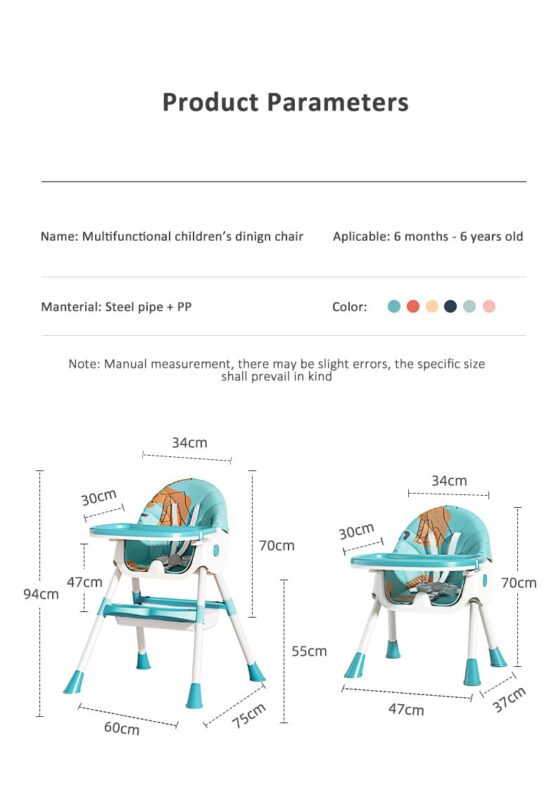 Product Parameters
Name: Multifunctional children's dinign chair
Aplicable: 6 months - 6 years old
Manterial: Steel pipe + PP
Color:
Note: Manual measurement, there may be slight errors, the specific size
shall prevail in kind
34cm
30cm
70cm
47cm
94cm
55cm
60cm
75cm
34cm
30cm
70cm
47cm
37cm